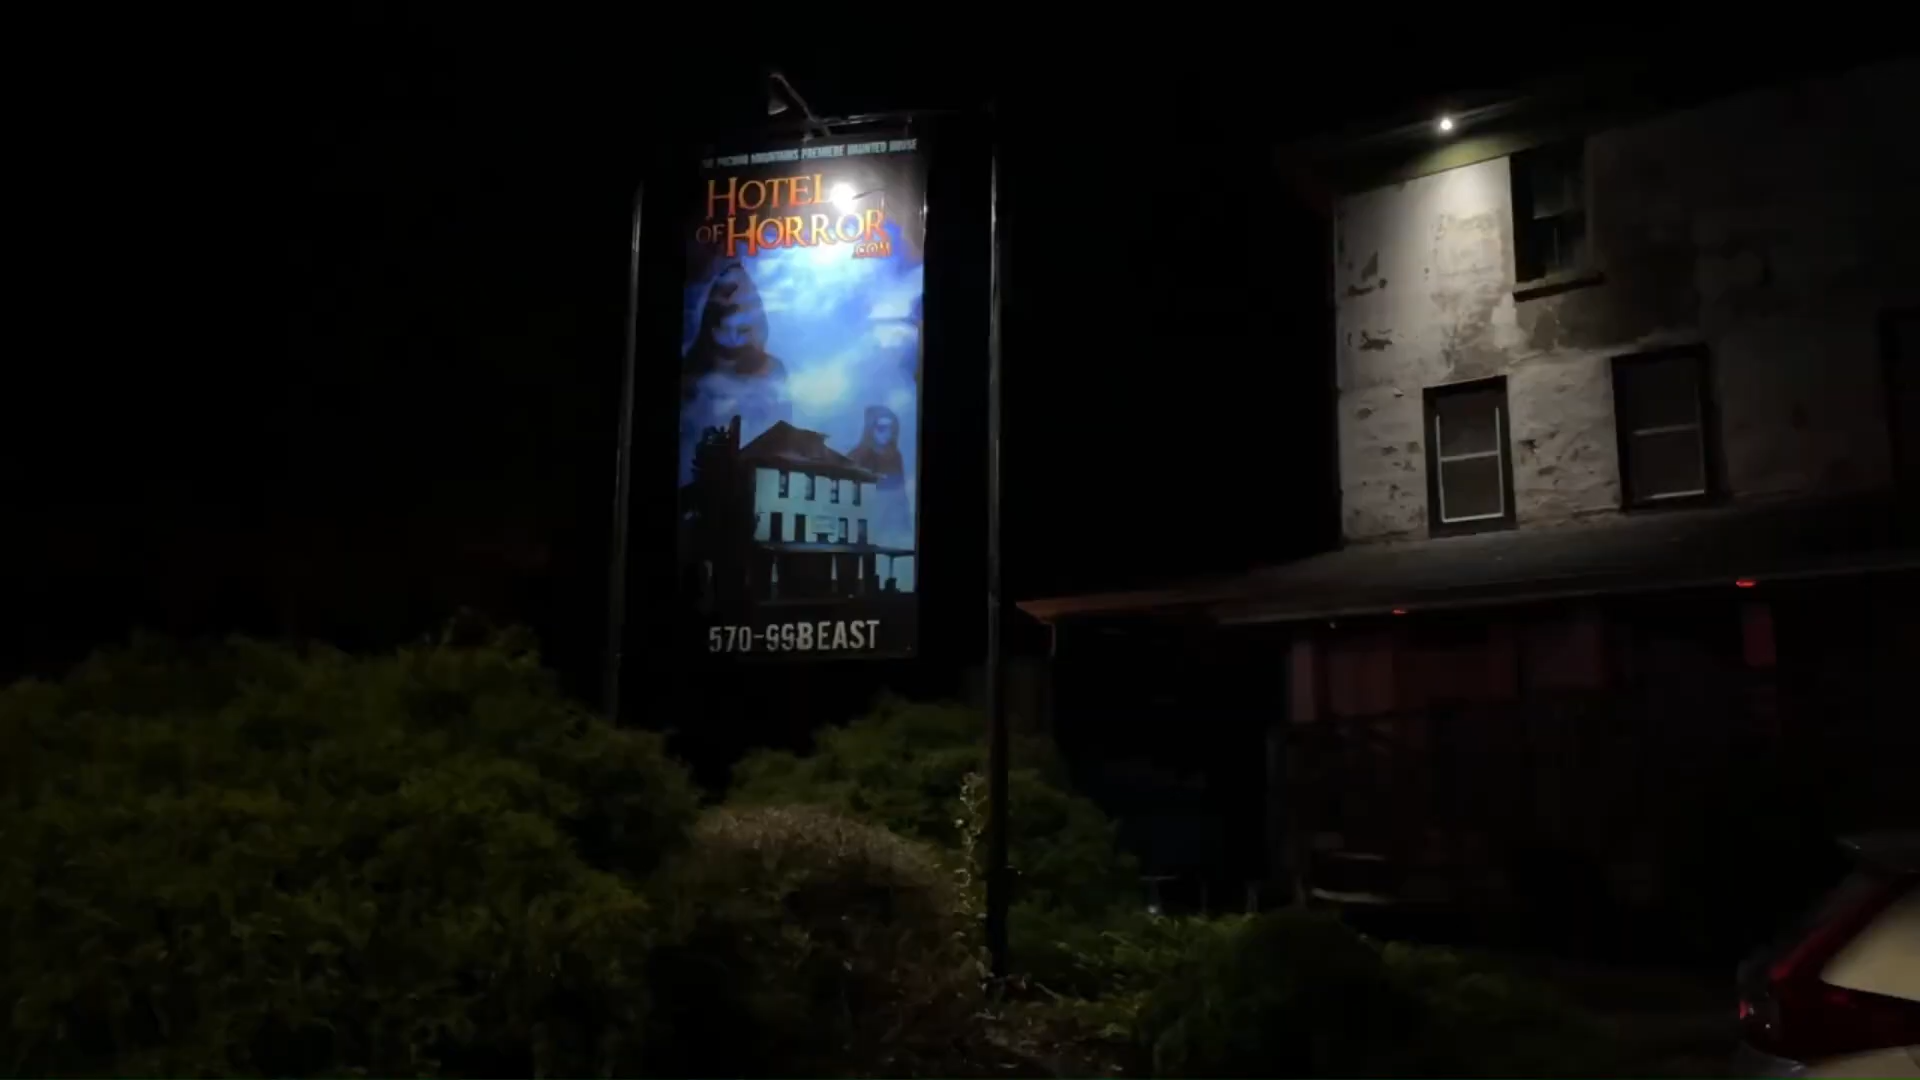 THE POCONO MOUNTAINS PREMIERE HAUNTED HOUSE
HOTEL
OF HORROR
.COM
570-99BEAST